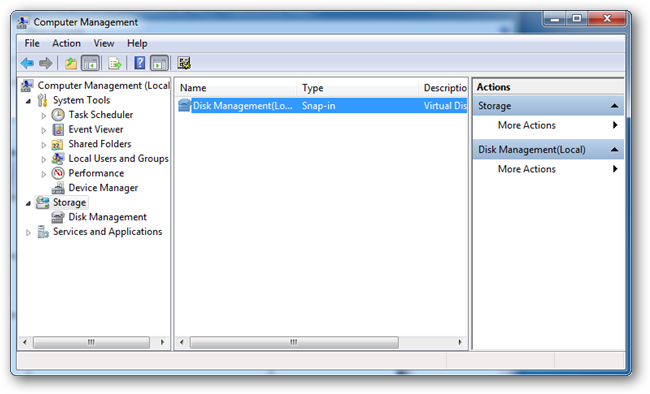 Computer Management
File Action View Help
Computer Management (Local
System Tools
Task Scheduler
Event Viewer
Shared Folders
Local Users and Groups
Performance
Device Manager
Storage
Disk Management
Services and Applications
Name Type Descriptio
Disk Management(Lo... Snap-in Virtual Dis
Actions
Storage
More Actions
Disk Management(Local)
More Actions